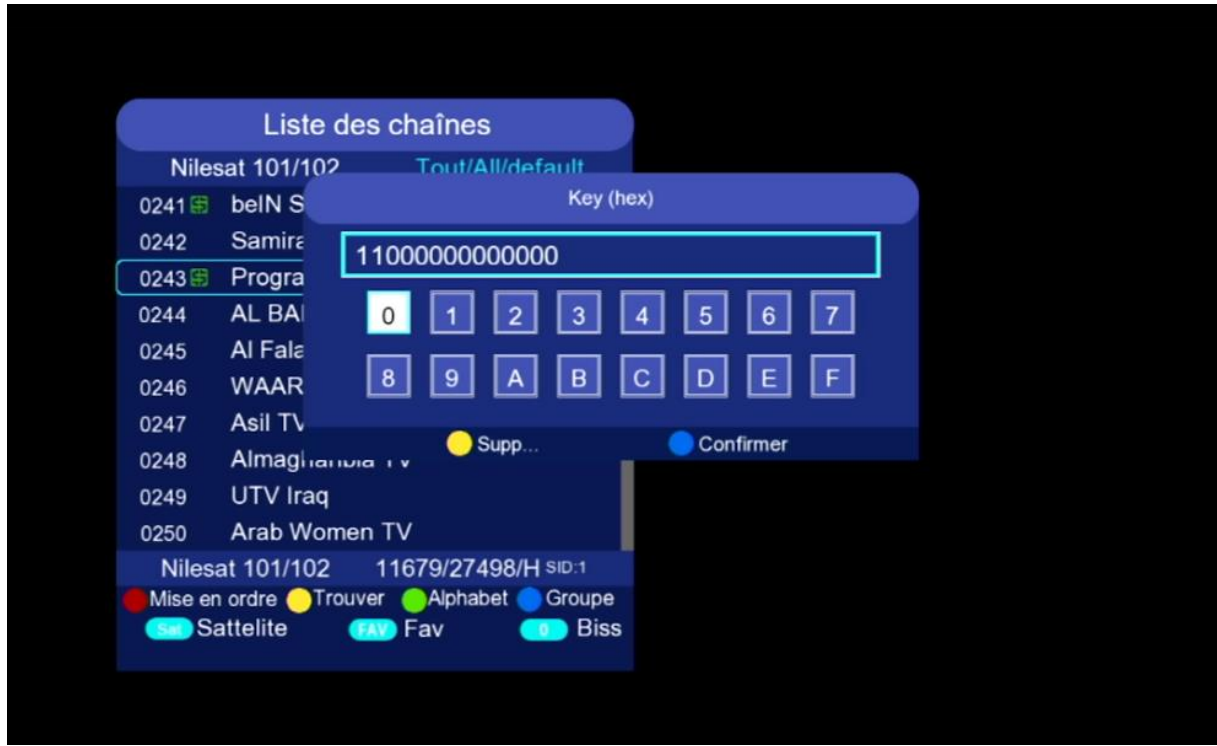 Liste des chaînes
Nilesat 101/102 Tout/All/default
Key (hex)
11000000000000
0 1 2 3 4 5 6 7
8 9 A B C D E F
Supp... Confirmer
0241 beIN S
0242 Samira
0243 Progra
0244 AL BA
0245 Al Fala
0246 WAAR
0247 Asil TV
0248 Almagharibia TV
0249 UTV Iraq
0250 Arab Women TV
Nilesat 101/102 11679/27498/H SID:1
Mise en ordre Trouver Alphabet Groupe
Sat Sattelite FAV Fav 0 Biss